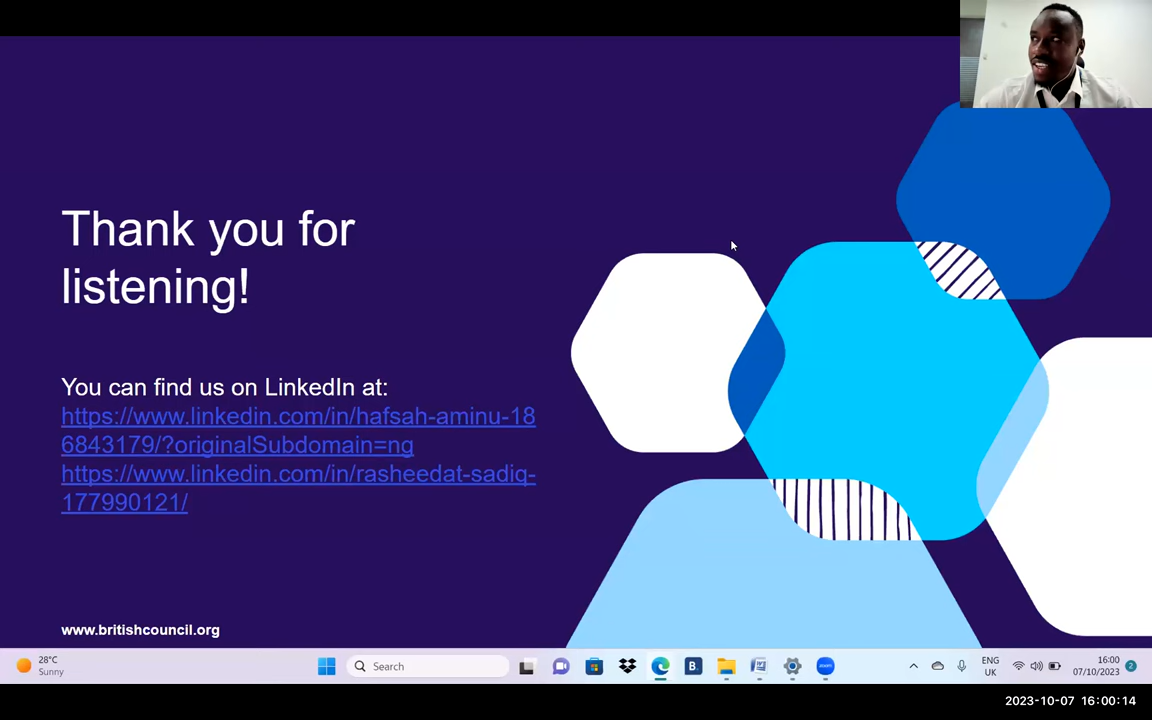 Thank you for
listening!
You can find us on LinkedIn at:
https://www.linkedin.com/in/hafsah-aminu-18
6843179/?originalSubdomain=ng
https://www.linkedin.com/in/rasheedat-sadiq-
177990121/
www.britishcouncil.org
28°C
Sunny
Search
B.
zoom
ENG
UK
16:00
07/10/2023
2
2023-10-07 16:00:14